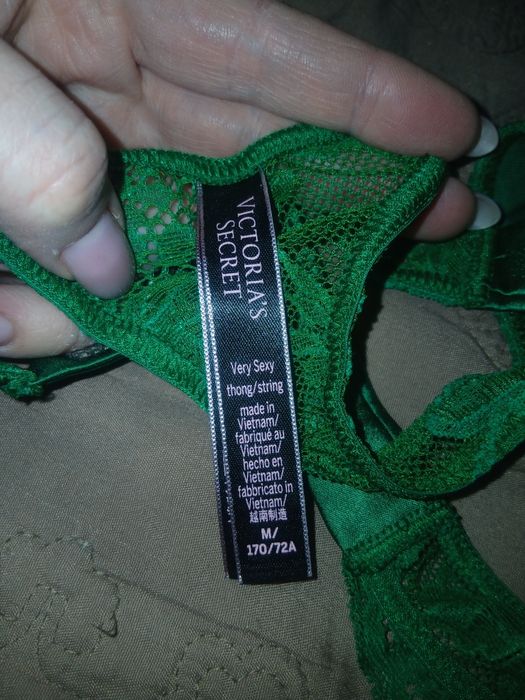 VICTORIA'S
SECRET
Very Sexy
thong/string
made in
Vietnam/
fabriqué au
Vietnam/
hecho en
Vietnam/
fabbricato in
Vietnam/
越南制造
M/
170/72A